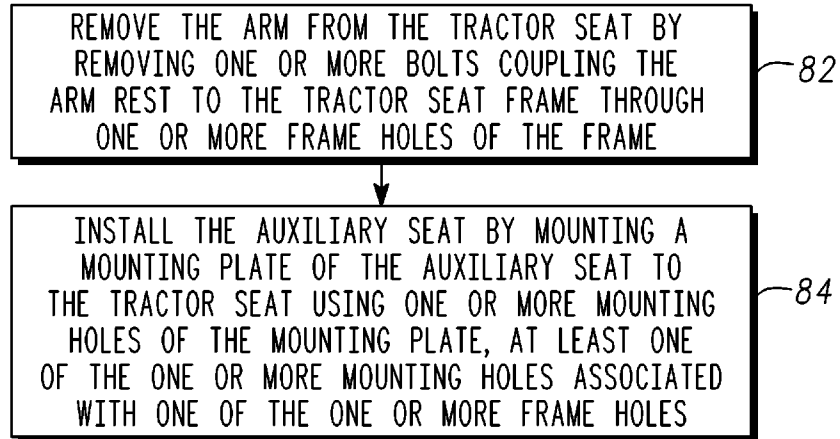 REMOVE THE ARM FROM THE TRACTOR SEAT BY
REMOVING ONE OR MORE BOLTS COUPLING THE
ARM REST TO THE TRACTOR SEAT FRAME THROUGH
ONE OR MORE FRAME HOLES OF THE FRAME
82
INSTALL THE AUXILIARY SEAT BY MOUNTING A
MOUNTING PLATE OF THE AUXILIARY SEAT TO
THE TRACTOR SEAT USING ONE OR MORE MOUNTING
HOLES OF THE MOUNTING PLATE, AT LEAST ONE
OF THE ONE OR MORE MOUNTING HOLES ASSOCIATED
WITH ONE OF THE ONE OR MORE FRAME HOLES
84